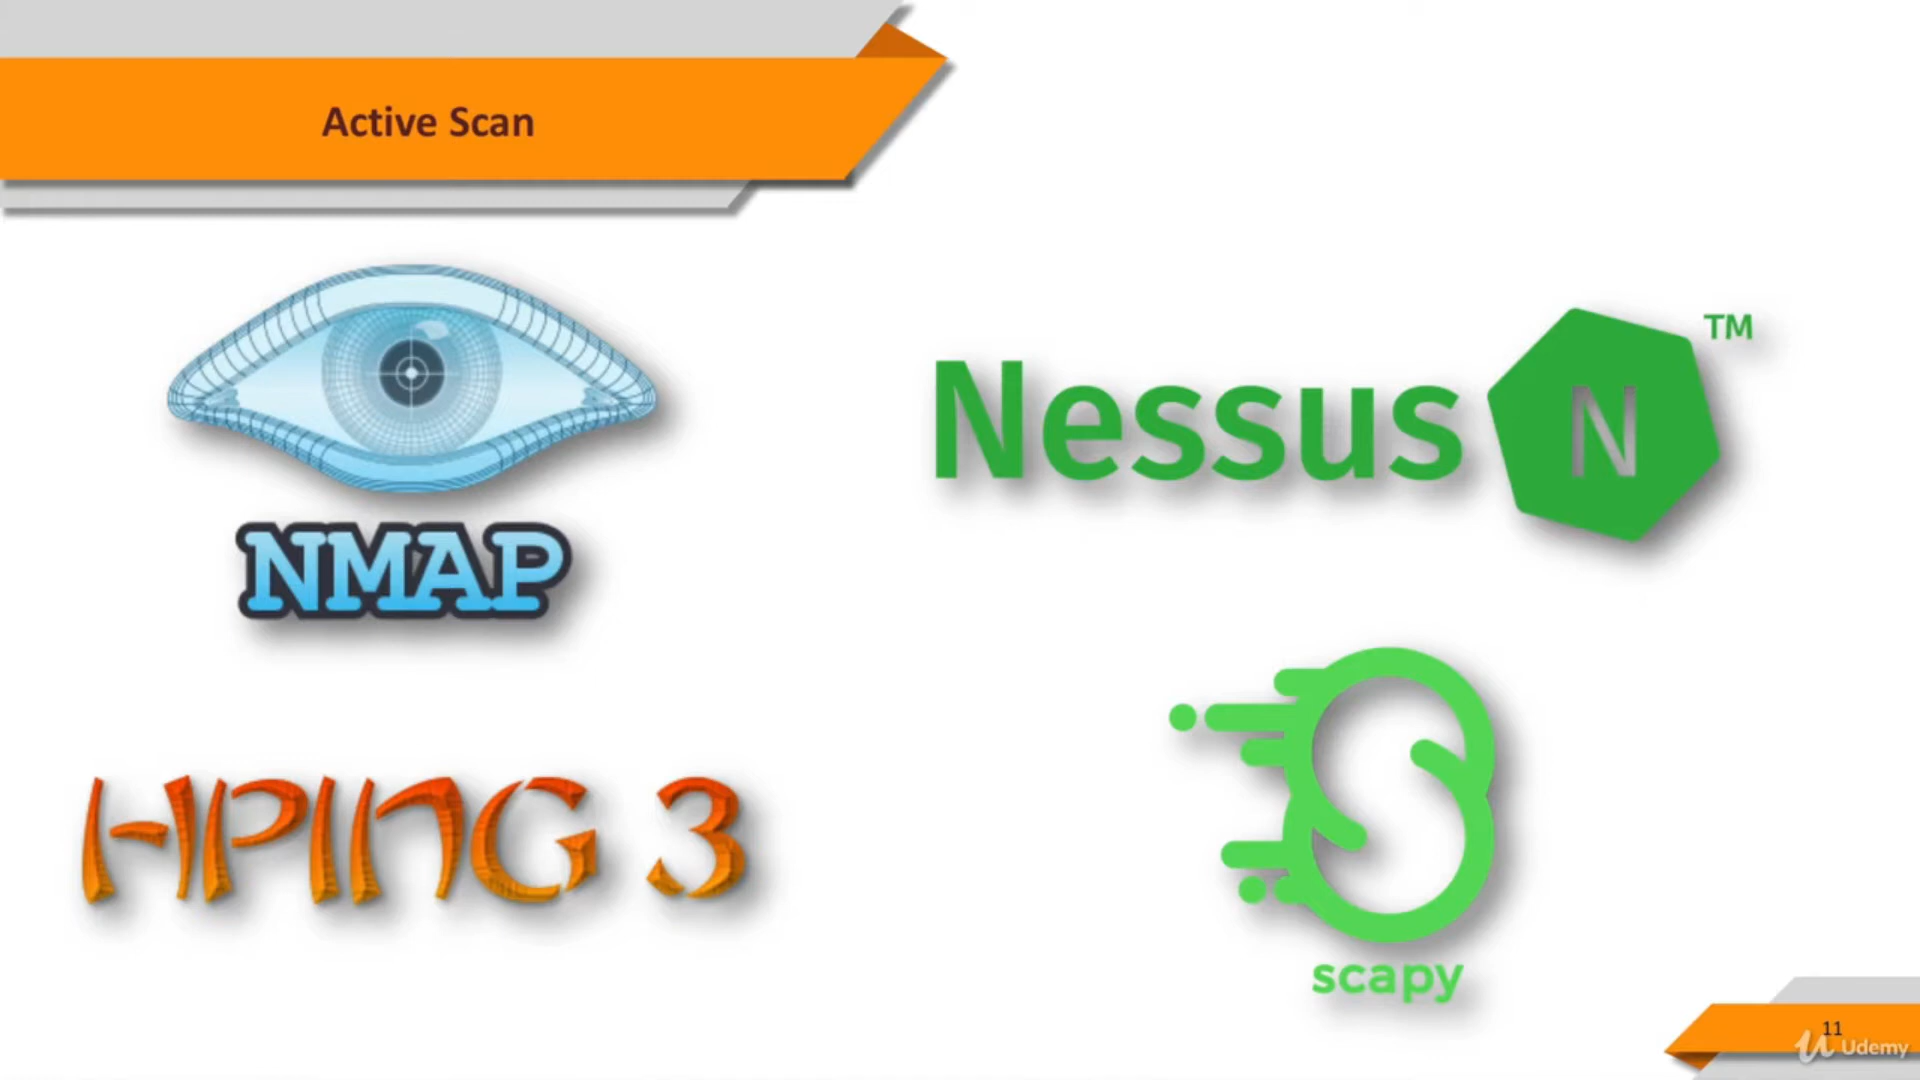 Active Scan
NMAP
Nessus N ™
HPING 3
scapy
11
Udemy